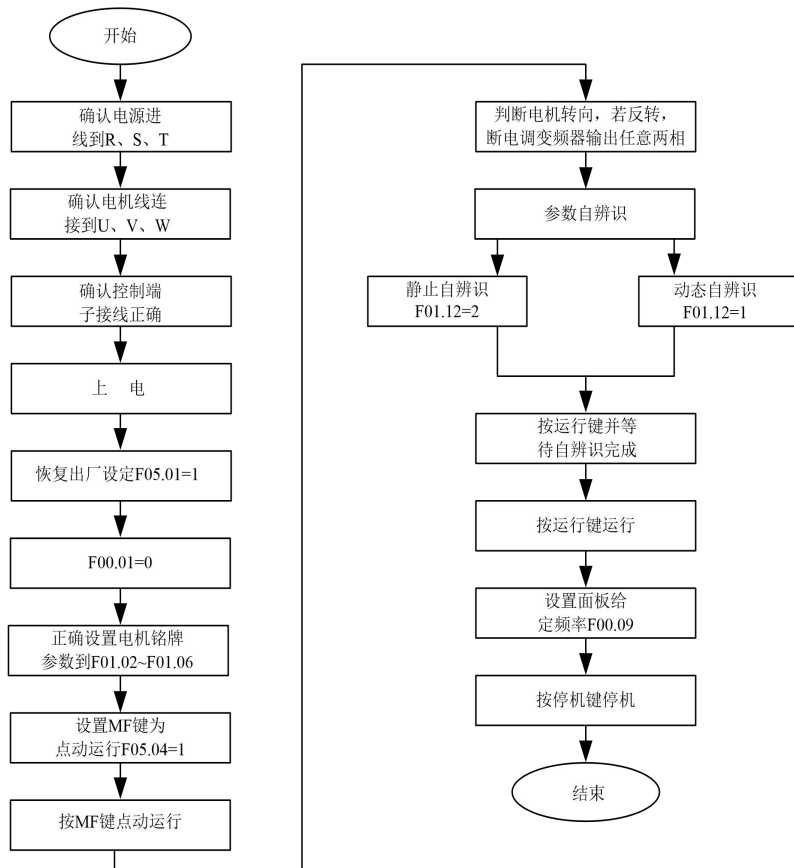 开始
确认电源进
线到R、S、T
确认电机线连
接到U、V、W
确认控制端
子接线正确
上 电
恢复出厂设定F05.01=1
F00.01=0
正确设置电机铭牌
参数到F01.02~F01.06
设置MF键为
点动运行F05.04=1
按MF键点动运行
判断电机转向，若反转，
断电调变频器输出任意两相
参数自辨识
静止自辨识
F01.12=2
动态自辨识
F01.12=1
按运行键并等
待自辨识完成
按运行键运行
设置面板给
定频率F00.09
按停机键停机
结束